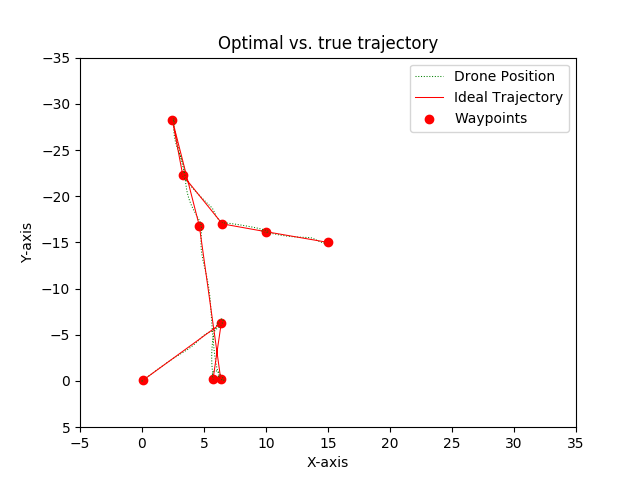 Optimal vs. true trajectory
Drone Position
Ideal Trajectory
Waypoints
Y-axis
−35
−30
−25
−20
−15
−10
−5
0
5
−5 0 5 10 15 20 25 30 35
X-axis